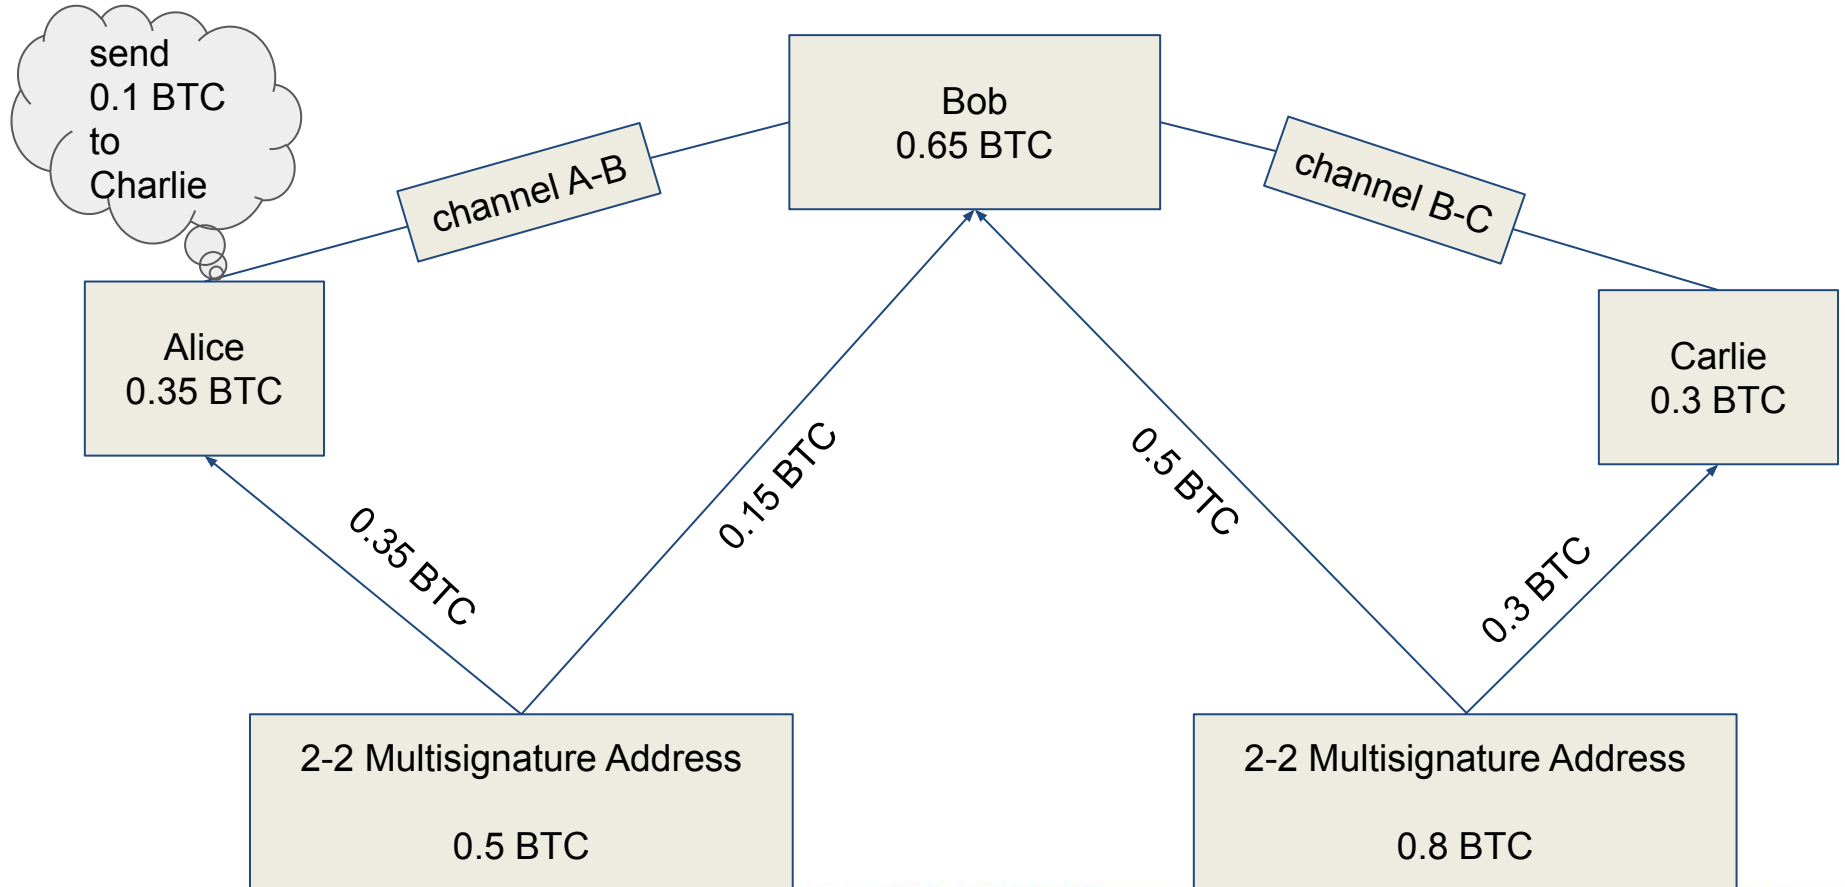 send
0.1 BTC
to
Charlie
Bob
0.65 BTC
channel A-B
channel B-C
Alice
0.35 BTC
Carlie
0.3 BTC
0.35 BTC
0.15 BTC
0.5 BTC
0.3 BTC
2-2 Multisignature Address
0.5 BTC
2-2 Multisignature Address
0.8 BTC